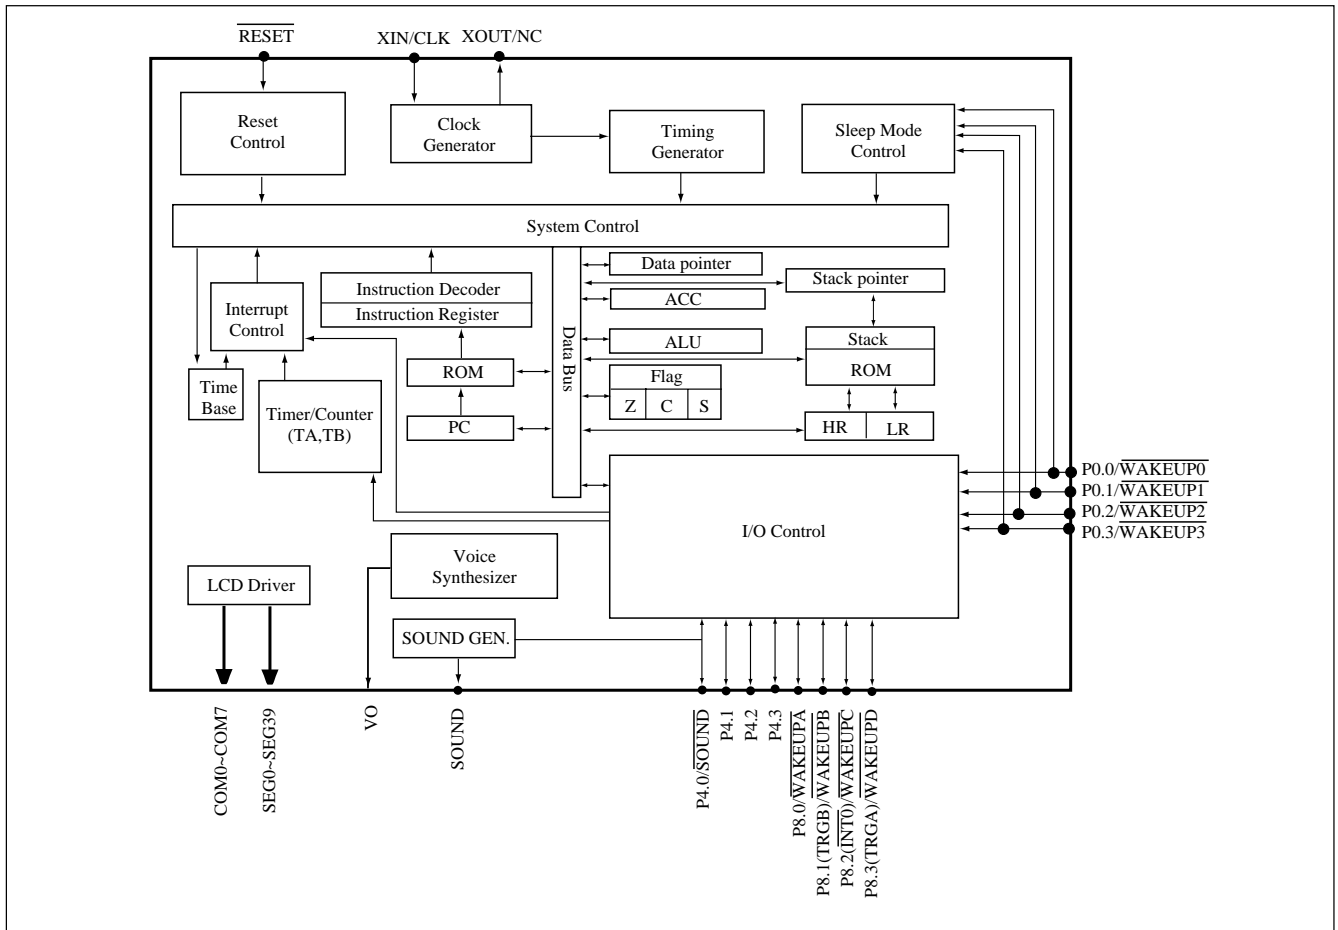 RESET
XIN/CLK
XOUT/NC
Reset
Control
Clock
Generator
Timing
Generator
Sleep Mode
Control
System Control
Data pointer
Stack pointer
Instruction Decoder
Instruction Register
Interrupt
Control
ACC
Data Bus
ALU
Stack
ROM
ROM
Flag
Z
C
S
Time
Base
Timer/Counter
(TA,TB)
PC
HR
LR
P0.0/WAKEUP0
P0.1/WAKEUP1
P0.2/WAKEUP2
P0.3/WAKEUP3
I/O Control
Voice
Synthesizer
LCD Driver
SOUND GEN.
COM0~COM7
SEG0~SEG39
VO
SOUND
P4.0/SOUND
P4.1
P4.2
P4.3
P8.0/WAKEUPA
P8.1(TRGB)/WAKEUPB
P8.2(INT0)/WAKEUPC
P8.3(TRGA)/WAKEUPD